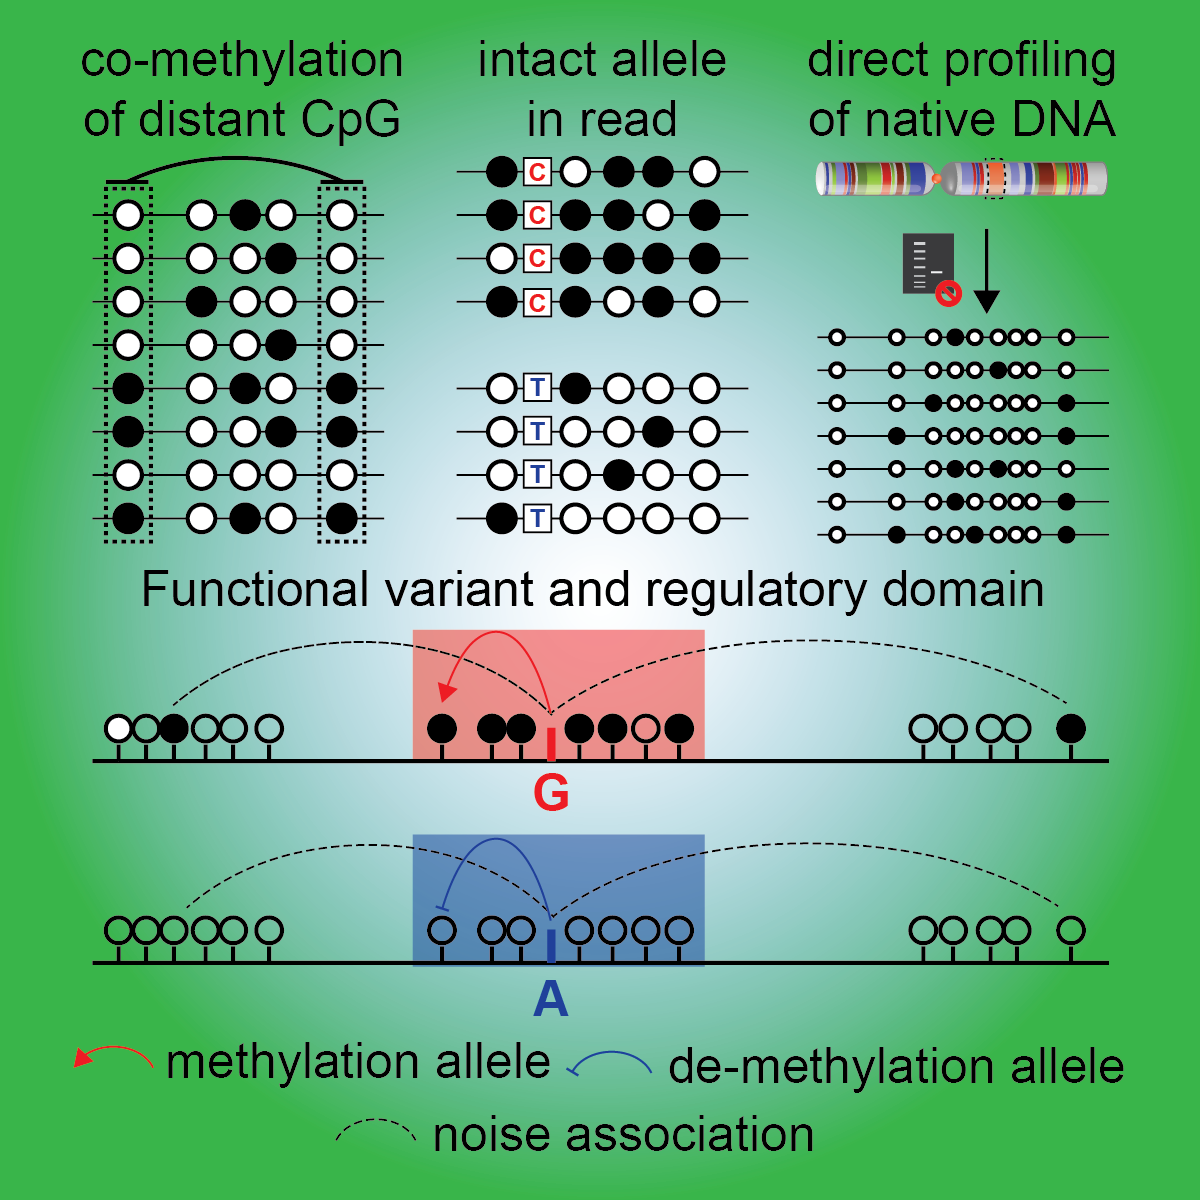 co-methylation
of distant CpG
intact allele
in read
direct profiling
of native DNA
C
C
C
C
T
T
T
T
Functional variant and regulatory domain
G
A
methylation allele
de-methylation allele
noise association